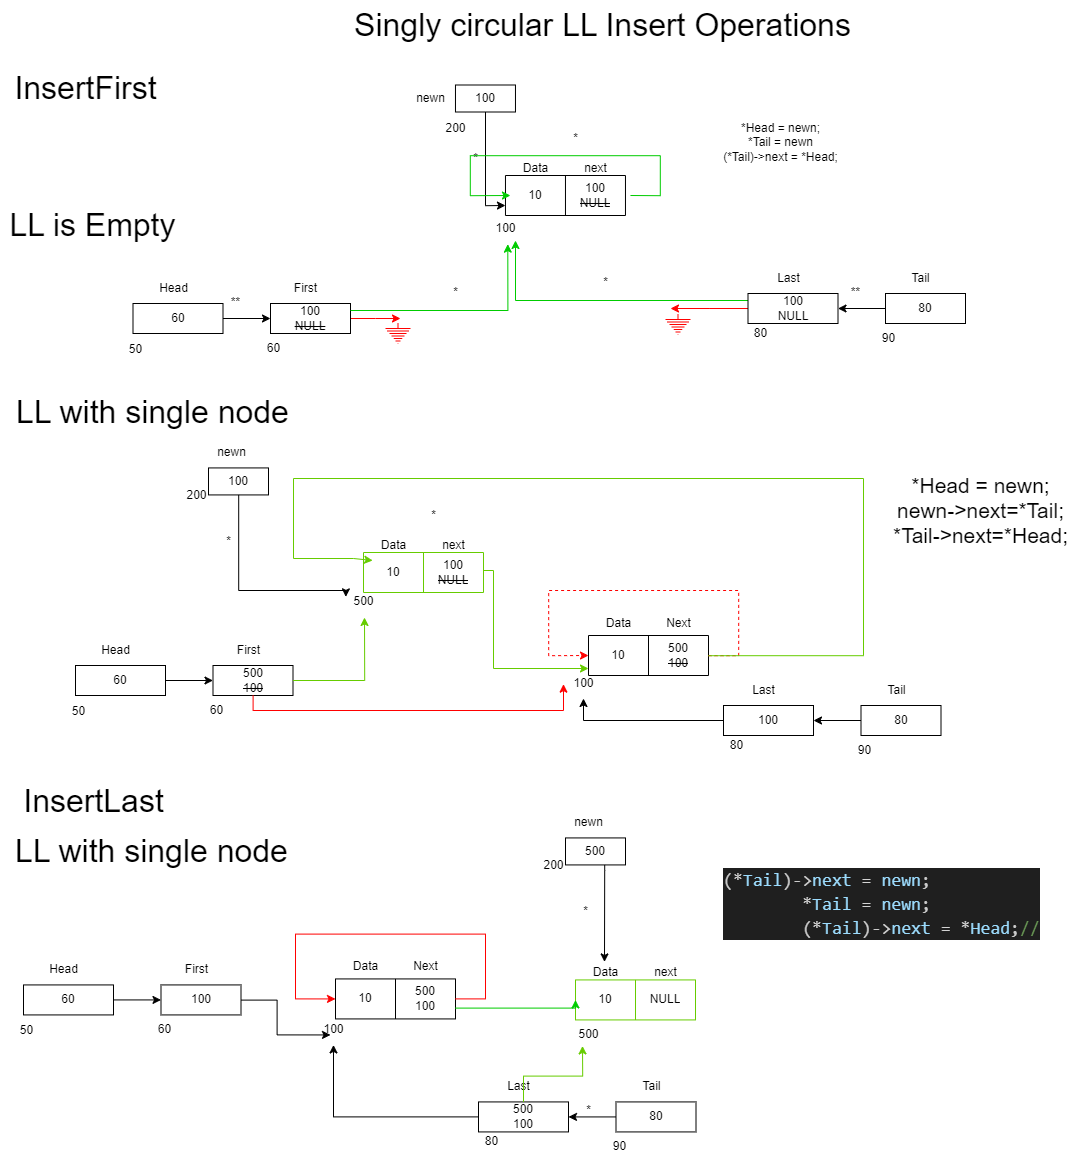 Singly circular LL Insert Operations
InsertFirst
newn
100
200
*
*
*Head = newn;
*Tail = newn
(*Tail)->next = *Head;
Data
next
10
100
NULL
100
LL is Empty
Head
60
50
**
First
100
NULL
60
*
*
Last
100
NULL
80
**
Tail
80
90
LL with single node
newn
100
200
*
*
*Head = newn;
newn->next=*Tail;
*Tail->next=*Head;
Data
next
10
100
NULL
500
Data
Next
10
500
100
100
Head
60
50
First
500
100
60
Last
100
80
Tail
80
90
InsertLast
LL with single node
newn
500
200
*
(*Tail)->next = newn;
*Tail = newn;
(*Tail)->next = *Head;//
Head
60
50
First
100
60
Data
Next
10
500
100
100
Data
next
10
NULL
500
Last
500
100
80
*
Tail
80
90